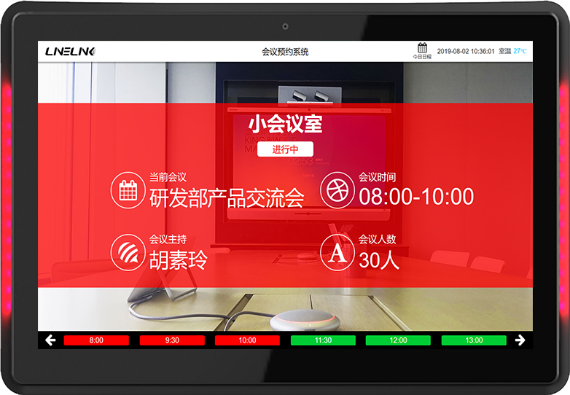 LNELNK
会议预约系统
今日日程
2019-08-02 10:36:01 室温 27℃
小会议室
进行中
当前会议
研发部产品交流会
会议时间
08:00-10:00
会议主持
胡素玲
A
会议人数
30人
8:00 9:30 10:00 11:30 12:00 13:00